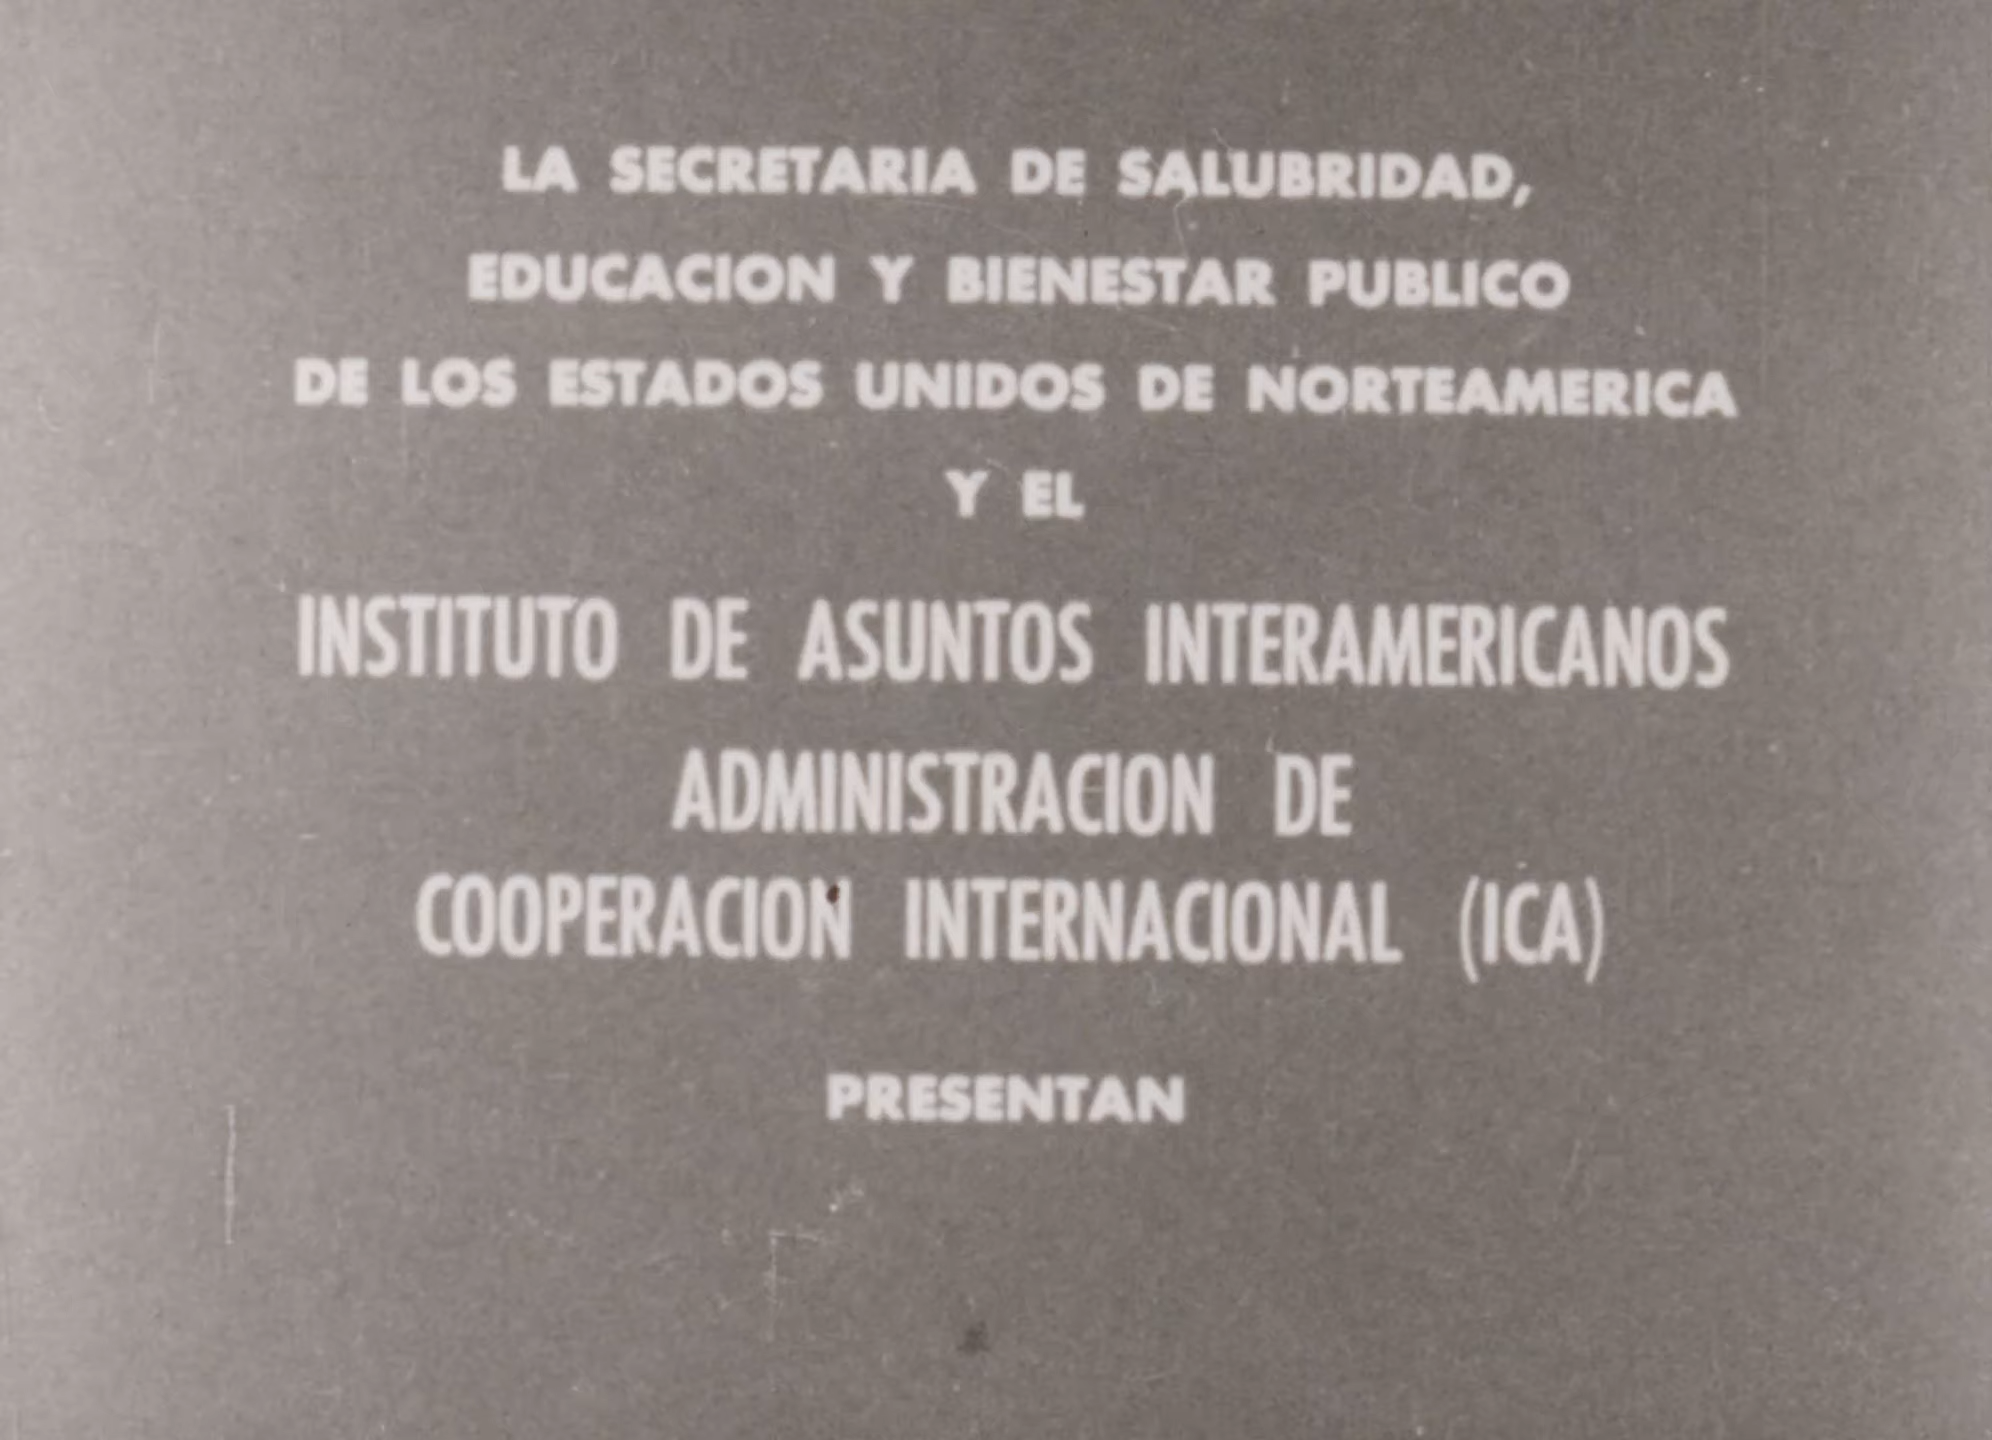 LA SECRETARIA DE SALUBRIDAD,
EDUCACION Y BIENESTAR PUBLICO
DE LOS ESTADOS UNIDOS DE NORTEAMERICA
Y EL
INSTITUTO DE ASUNTOS INTERAMERICANOS
ADMINISTRACION DE
COOPERACION INTERNACIONAL (ICA)
PRESENTAN